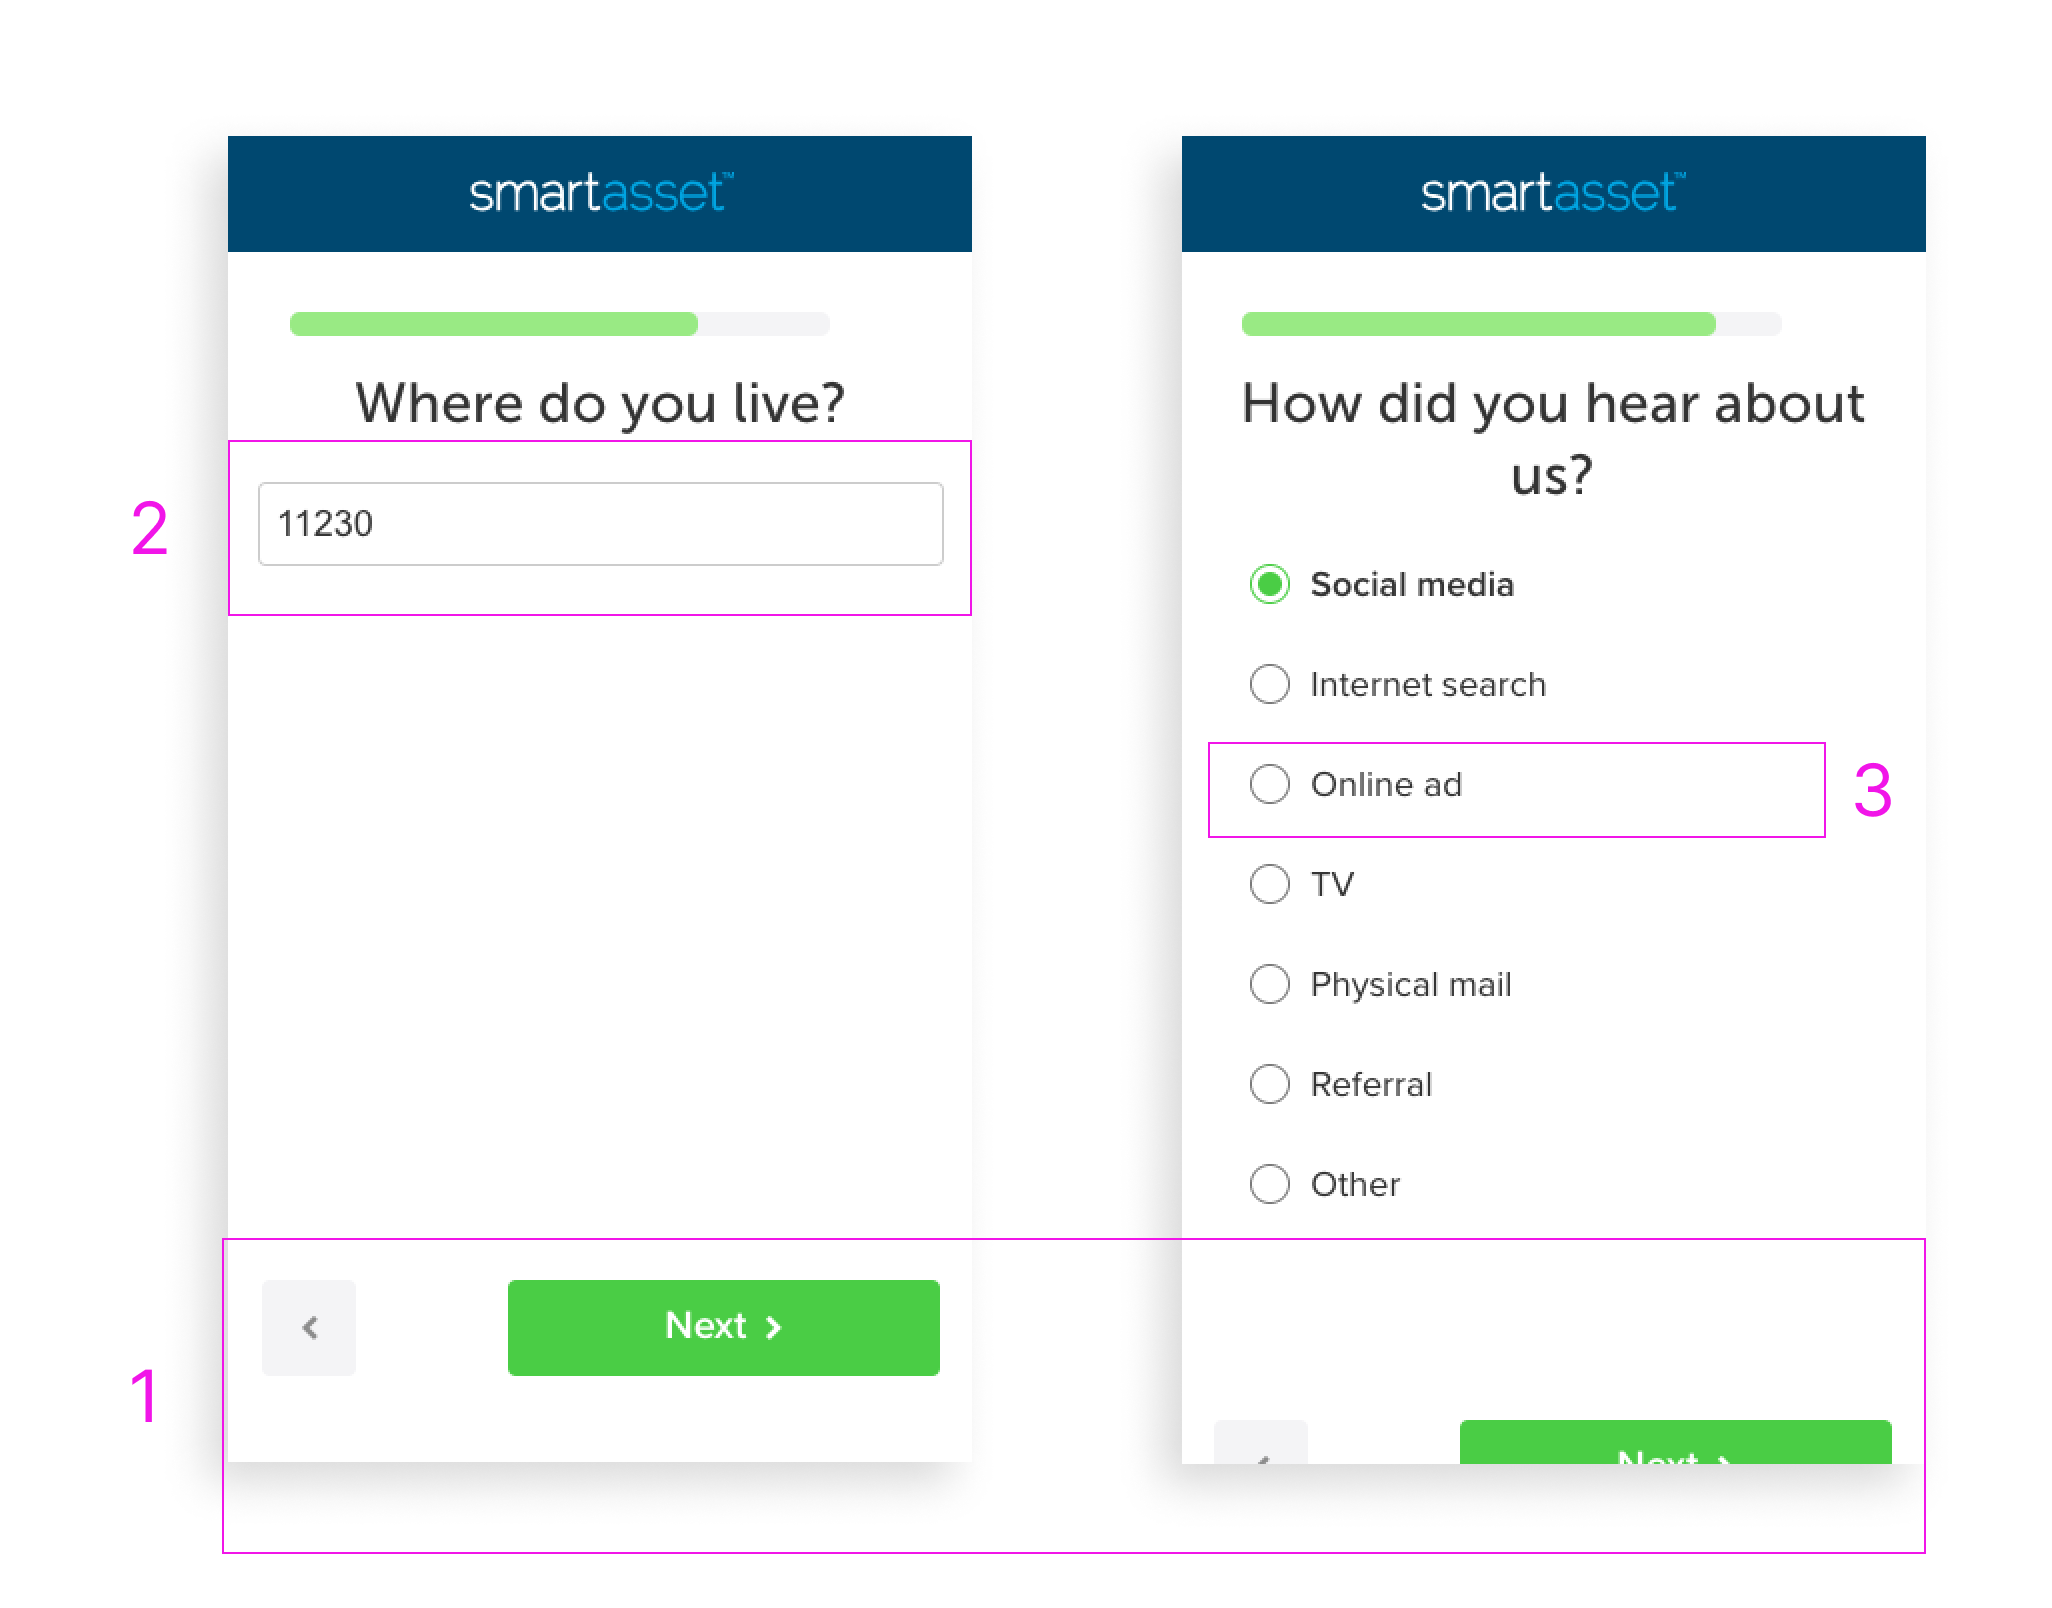 smartasset™
Where do you live?
2
11230
Next
1
smartasset™
How did you hear about
us?
Social media
Internet search
Online ad
3
TV
Physical mail
Referral
Other
Next